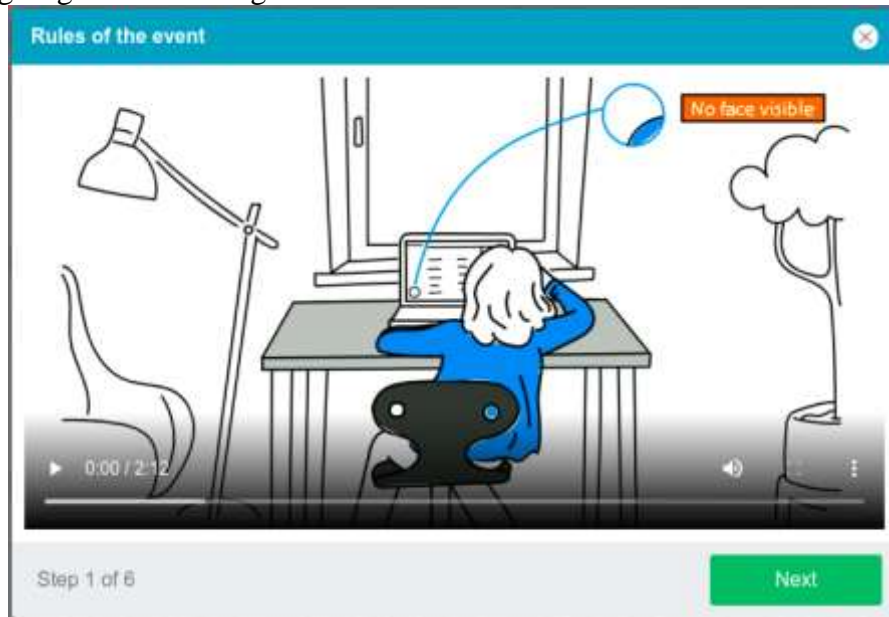 Rules of the event
No face visible
0:00 / 2:12
Step 1 of 6
Next